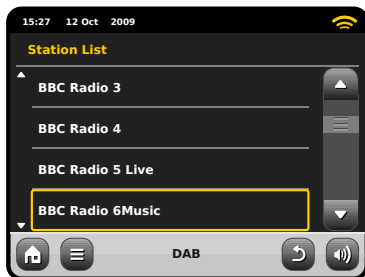 15:27 12 Oct 2009
Station List
BBC Radio 3
BBC Radio 4
BBC Radio 5 Live
BBC Radio 6Music
DAB